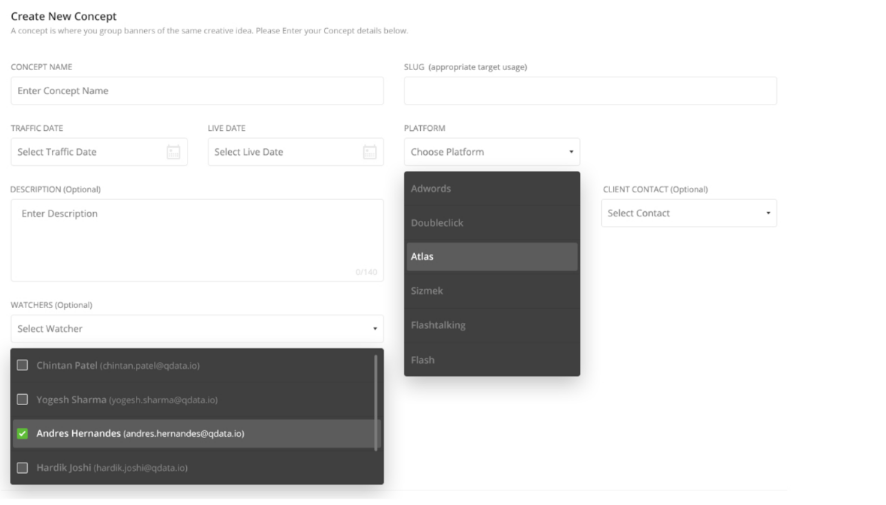 Create New Concept
A concept is where you group banners of the same creative idea. Please Enter your Concept details below.
CONCEPT NAME
Enter Concept Name
SLUG (appropriate target usage)
TRAFFIC DATE
Select Traffic Date
LIVE DATE
Select Live Date
PLATFORM
Choose Platform
Adwords
Doubleclick
Atlas
Sizmek
Flashtalking
Flash
DESCRIPTION (Optional)
Enter Description
0/140
CLIENT CONTACT (Optional)
Select Contact
WATCHERS (Optional)
Select Watcher
Chintan Patel (chintan.patel@qdata.io)
Yogesh Sharma (yogesh.sharma@qdata.io)
Andres Hernandes (andres.hernandes@qdata.io)
Hardik Joshi (hardik.joshi@qdata.io)